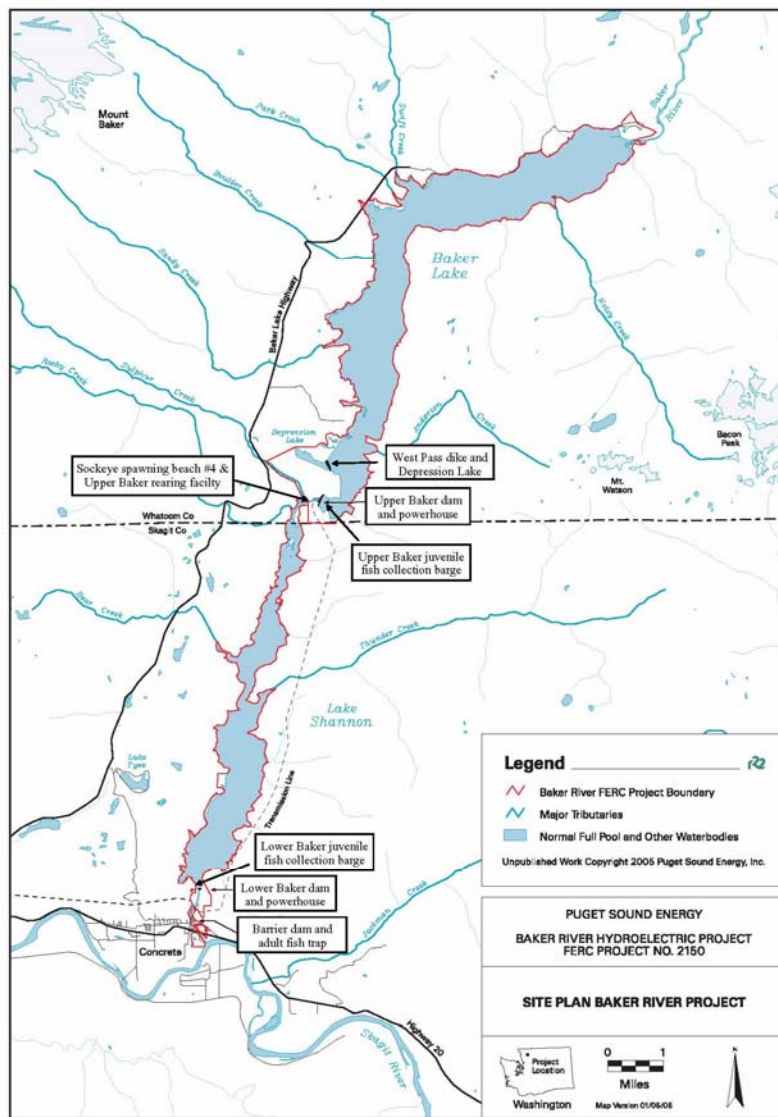 Mount
Baker
Park Creek
Swift Creek
Baker
River
Boulder Creek
Sandy Creek
Baker Lake Highway
Baker
Lake
Noisy Creek
Rocky Creek
Sulphur Creek
Depression
Lake
Anderson
Creek
Bacon
Peak
Mt.
Watson
West Pass dike and
Depression Lake
Sockeye spawning beach #4 &
Upper Baker rearing facilty
Upper Baker dam
and powerhouse
Whatcom Co
Skagit Co
Upper Baker juvenile
fish collection barge
Bear Creek
Thunder Creek
Lake
Shannon
Lake
Tyee
Transmission Line
Lower Baker juvenile
fish collection barge
Lower Baker dam
and powerhouse
Barrier dam and
adult fish trap
Concrete
Jackman Creek
Highway 20
Skagit River
Legend
R2
Baker River FERC Project Boundary
Major Tributaries
Normal Full Pool and Other Waterbodies
Unpublished Work Copyright 2005 Puget Sound Energy, Inc.
PUGET SOUND ENERGY
BAKER RIVER HYDROELECTRIC PROJECT
FERC PROJECT NO. 2150
SITE PLAN BAKER RIVER PROJECT
Project
Location
Washington
0 1
Miles
Map Version 01/06/06
N